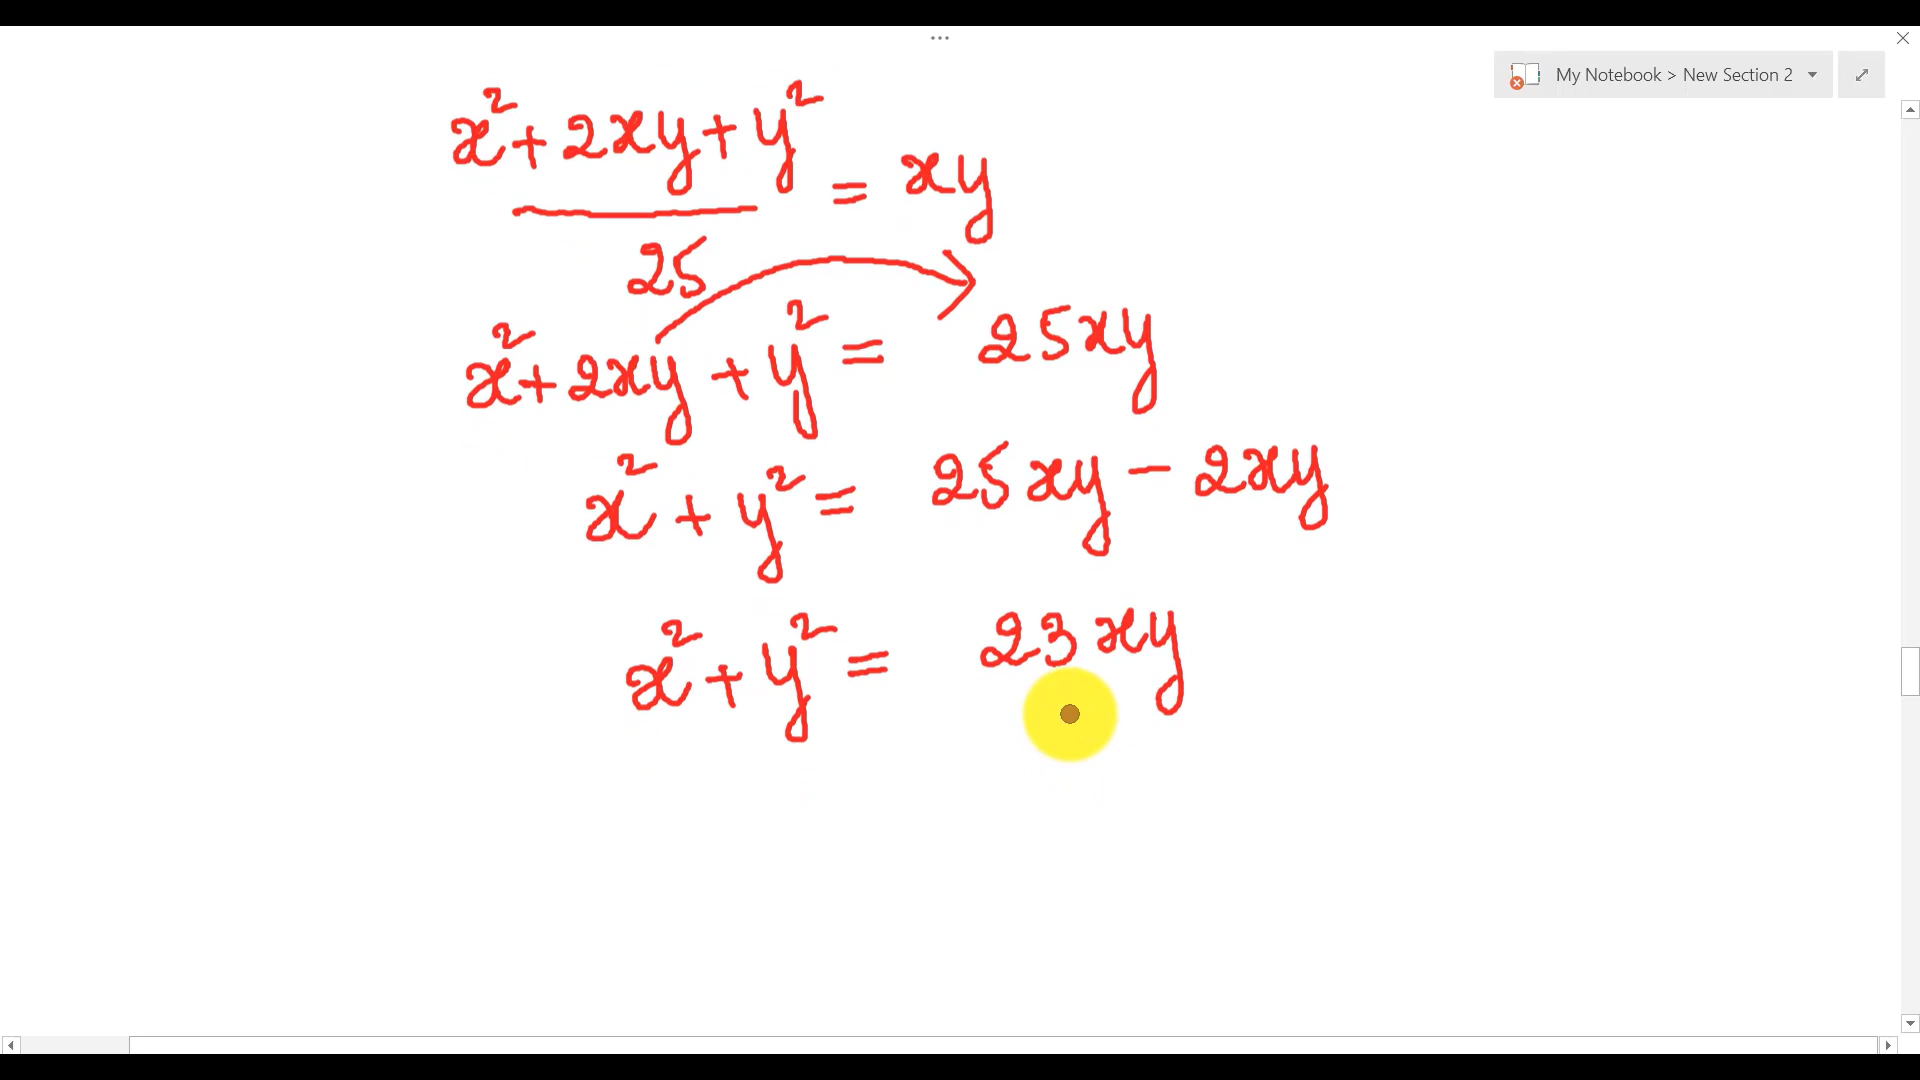 My Notebook > New Section 2
x²+2xy+y²
25
= xy
x²+2xy+y² = 25xy
x²+y² = 25xy-2xy
x²+y² = 23xy